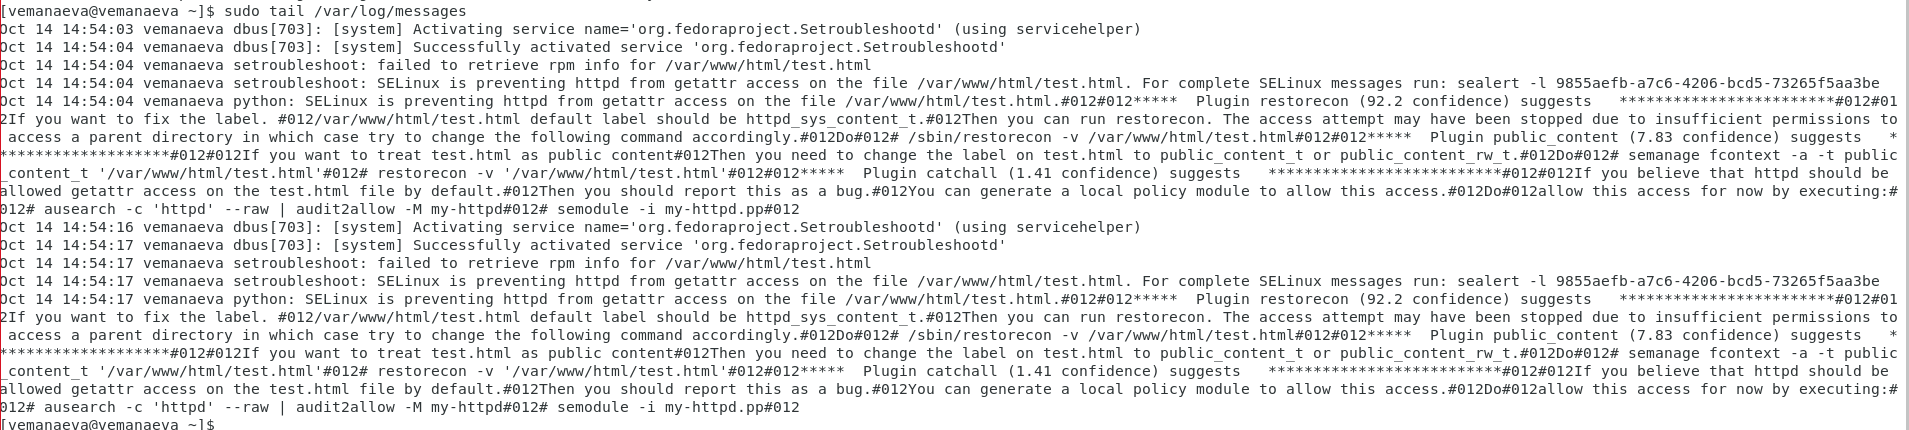 [vemanaeva@vemanaeva ~]$ sudo tail /var/log/messages
Oct 14 14:54:03 vemanaeva dbus[703]: [system] Activating service name='org.fedoraproject.Setroubleshootd' (using servicehelper)
Oct 14 14:54:04 vemanaeva dbus[703]: [system] Successfully activated service 'org.fedoraproject.Setroubleshootd'
Oct 14 14:54:04 vemanaeva setroubleshoot: failed to retrieve rpm info for /var/www/html/test.html
Oct 14 14:54:04 vemanaeva setroubleshoot: SELinux is preventing httpd from getattr access on the file /var/www/html/test.html. For complete SELinux messages run: sealert -l 9855aefb-a7c6-4206-bcd5-73265f5aa3be
Oct 14 14:54:04 vemanaeva python: SELinux is preventing httpd from getattr access on the file /var/www/html/test.html.#012#012*****  Plugin restorecon (92.2 confidence) suggests   ************************#012#01
2If you want to fix the label. #012/var/www/html/test.html default label should be httpd_sys_content_t.#012Then you can run restorecon. The access attempt may have been stopped due to insufficient permissions to
 access a parent directory in which case try to change the following command accordingly.#012Do#012# /sbin/restorecon -v /var/www/html/test.html#012#012*****  Plugin public_content (7.83 confidence) suggests   *
*******************#012#012If you want to treat test.html as public content#012Then you need to change the label on test.html to public_content_t or public_content_rw_t.#012Do#012# semanage fcontext -a -t public
_content_t '/var/www/html/test.html'#012# restorecon -v '/var/www/html/test.html'#012#012*****  Plugin catchall (1.41 confidence) suggests   **************************#012#012If you believe that httpd should be
allowed getattr access on the test.html file by default.#012Then you should report this as a bug.#012You can generate a local policy module to allow this access.#012Do#012allow this access for now by executing:#
012# ausearch -c 'httpd' --raw | audit2allow -M my-httpd#012# semodule -i my-httpd.pp#012
Oct 14 14:54:16 vemanaeva dbus[703]: [system] Activating service name='org.fedoraproject.Setroubleshootd' (using servicehelper)
Oct 14 14:54:17 vemanaeva dbus[703]: [system] Successfully activated service 'org.fedoraproject.Setroubleshootd'
Oct 14 14:54:17 vemanaeva setroubleshoot: failed to retrieve rpm info for /var/www/html/test.html
Oct 14 14:54:17 vemanaeva setroubleshoot: SELinux is preventing httpd from getattr access on the file /var/www/html/test.html. For complete SELinux messages run: sealert -l 9855aefb-a7c6-4206-bcd5-73265f5aa3be
Oct 14 14:54:17 vemanaeva python: SELinux is preventing httpd from getattr access on the file /var/www/html/test.html.#012#012*****  Plugin restorecon (92.2 confidence) suggests   ************************#012#01
2If you want to fix the label. #012/var/www/html/test.html default label should be httpd_sys_content_t.#012Then you can run restorecon. The access attempt may have been stopped due to insufficient permissions to
 access a parent directory in which case try to change the following command accordingly.#012Do#012# /sbin/restorecon -v /var/www/html/test.html#012#012*****  Plugin public_content (7.83 confidence) suggests   *
*******************#012#012If you want to treat test.html as public content#012Then you need to change the label on test.html to public_content_t or public_content_rw_t.#012Do#012# semanage fcontext -a -t public
_content_t '/var/www/html/test.html'#012# restorecon -v '/var/www/html/test.html'#012#012*****  Plugin catchall (1.41 confidence) suggests   **************************#012#012If you believe that httpd should be
allowed getattr access on the test.html file by default.#012Then you should report this as a bug.#012You can generate a local policy module to allow this access.#012Do#012allow this access for now by executing:#
012# ausearch -c 'httpd' --raw | audit2allow -M my-httpd#012# semodule -i my-httpd.pp#012
[vemanaeva@vemanaeva ~]$